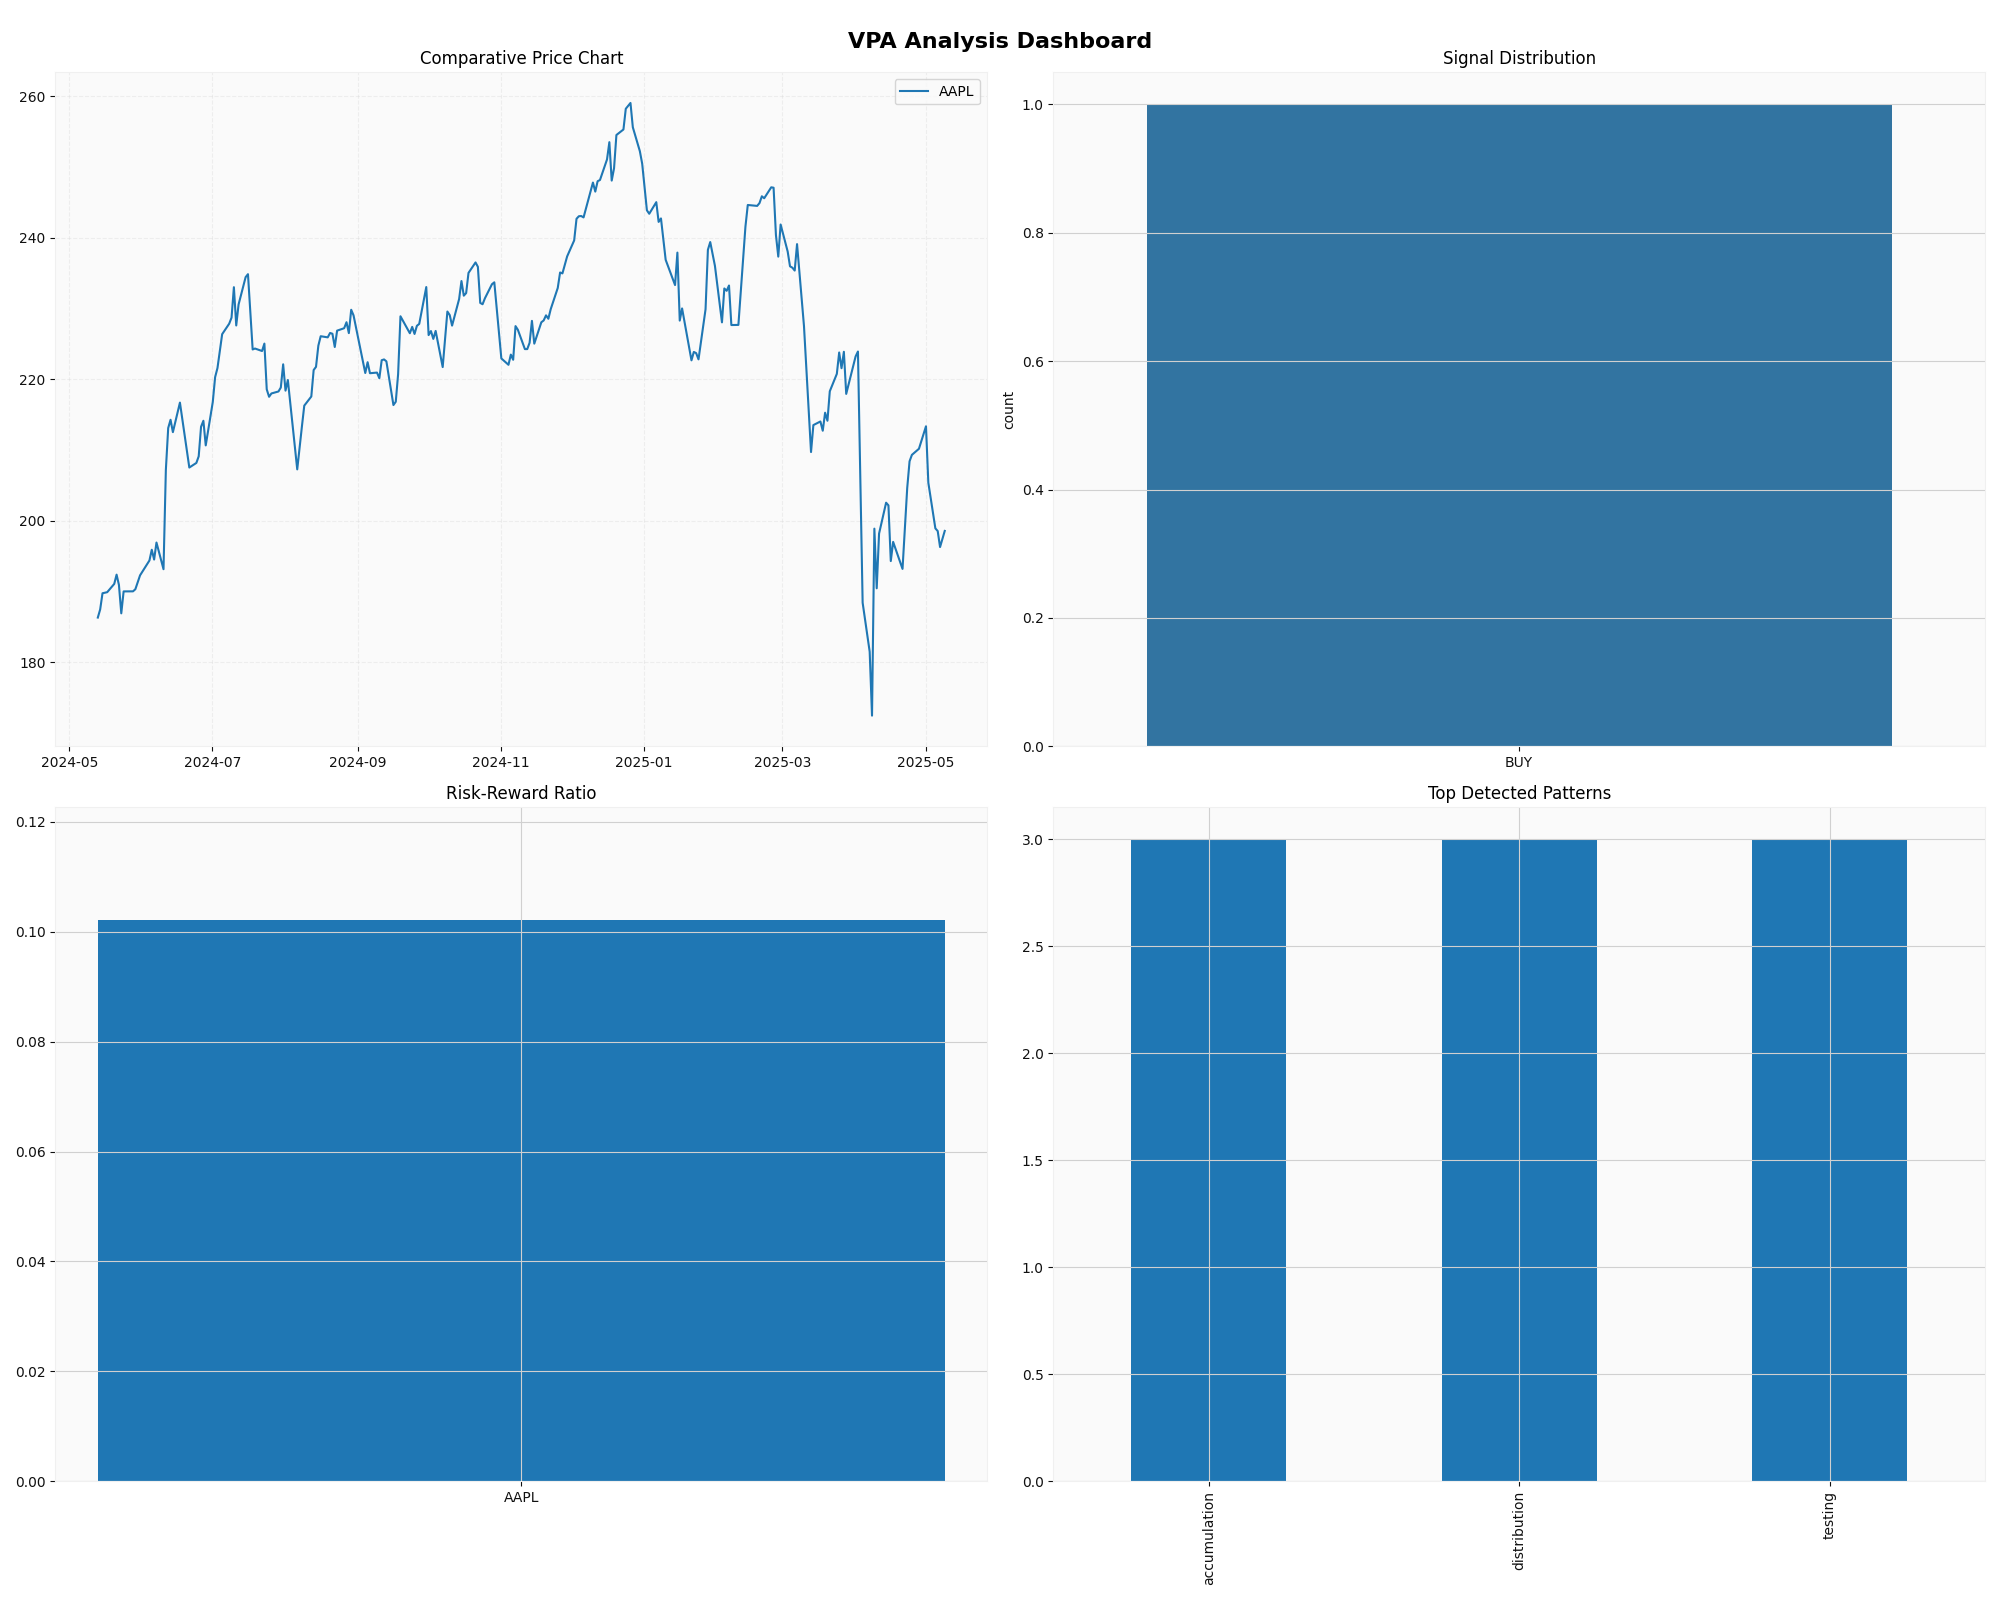 VPA Analysis Dashboard
Comparative Price Chart
AAPL
260
240
220
200
180
2024-05
2024-07
2024-09
2024-11
2025-01
2025-03
2025-05
Signal Distribution
count
1.0
0.8
0.6
0.4
0.2
0.0
BUY
Risk-Reward Ratio
0.12
0.10
0.08
0.06
0.04
0.02
0.00
AAPL
Top Detected Patterns
3.0
2.5
2.0
1.5
1.0
0.5
0.0
accumulation
distribution
testing